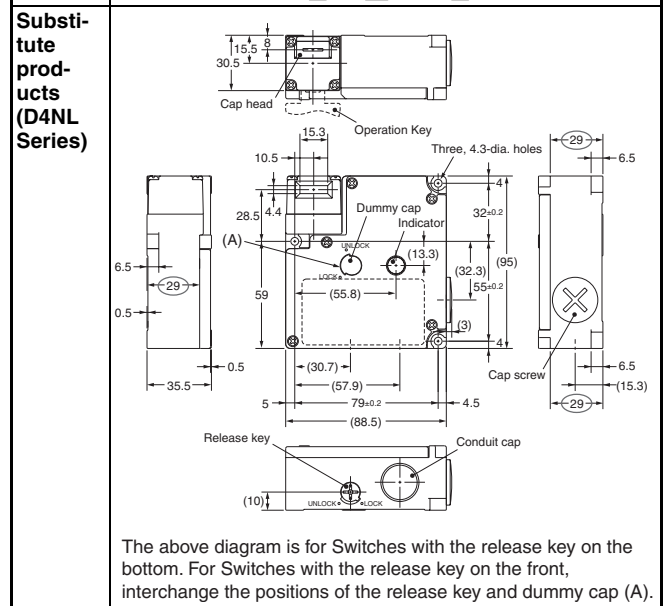 Substi-
tute
prod-
ucts
(D4NL
Series)
8
15.5
30.5
Cap head
Operation Key
15.3
Three, 4.3-dia. holes
29
6.5
10.5
4
4.4
28.5
Dummy cap
Indicator
32±0.2
(A)
UNLOCK
(13.3)
(95)
6.5
LOCK
(32.3)
29
(55.8)
55±0.2
0.5
59
(3)
4
0.5
(30.7)
6.5
Cap screw
35.5
(57.9)
(15.3)
5
79±0.2
4.5
29
(88.5)
Release key
Conduit cap
(10)
UNLOCK
LOCK
The above diagram is for Switches with the release key on the
bottom. For Switches with the release key on the front,
interchange the positions of the release key and dummy cap (A).